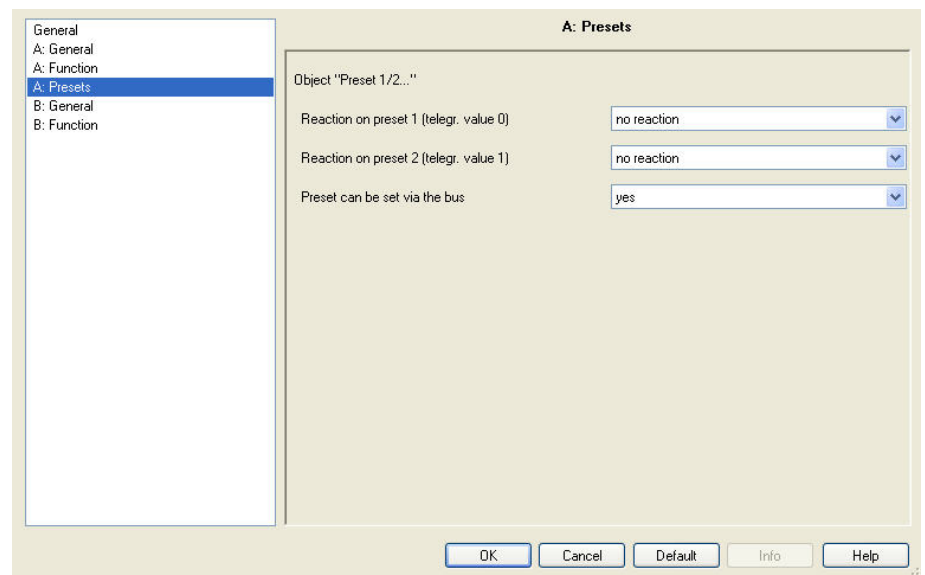 General
A: General
A: Function
A: Presets
B: General
B: Function
A: Presets
Object "Preset 1/2..."
Reaction on preset 1 (telegr. value 0) no reaction
Reaction on preset 2 (telegr. value 1) no reaction
Preset can be set via the bus yes
OK Cancel Default Info Help